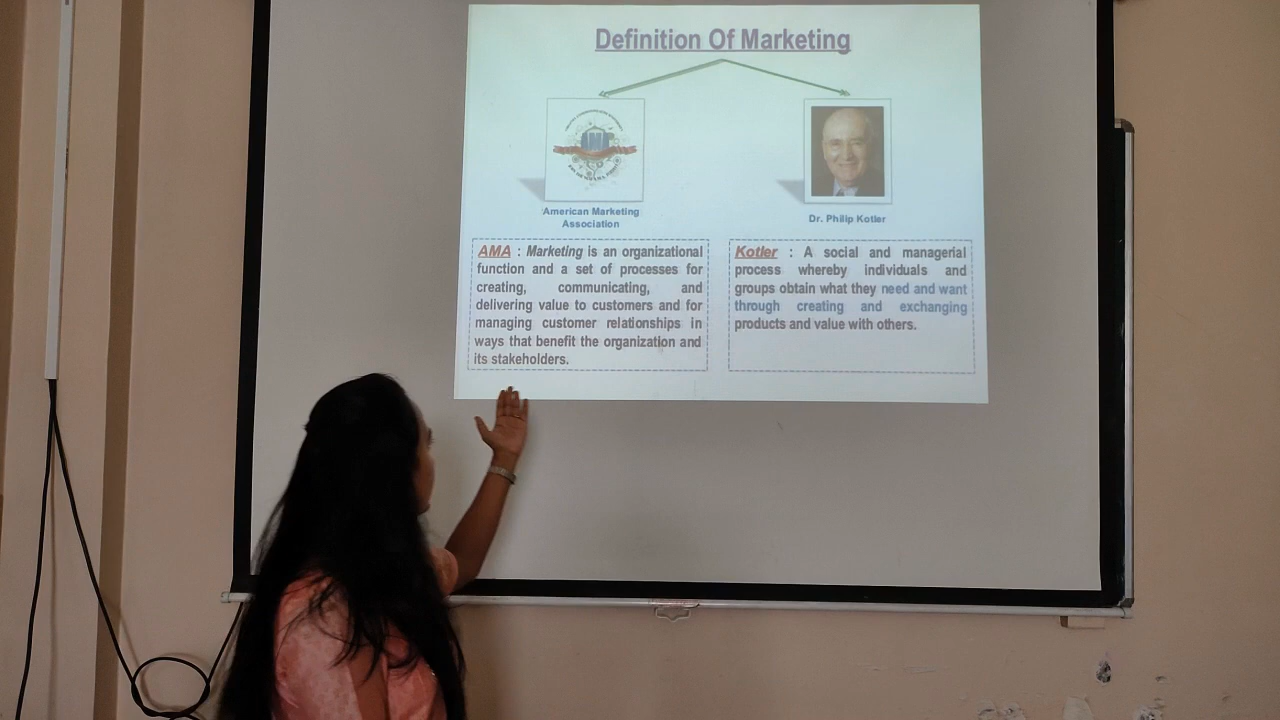 Definition Of Marketing
American Marketing
Association
Dr. Philip Kotler
AMA : Marketing is an organizational
function and a set of processes for
creating, communicating, and
delivering value to customers and for
managing customer relationships in
ways that benefit the organization and
its stakeholders.
Kotler : A social and managerial
process whereby individuals and
groups obtain what they need and want
through creating and exchanging
products and value with others.